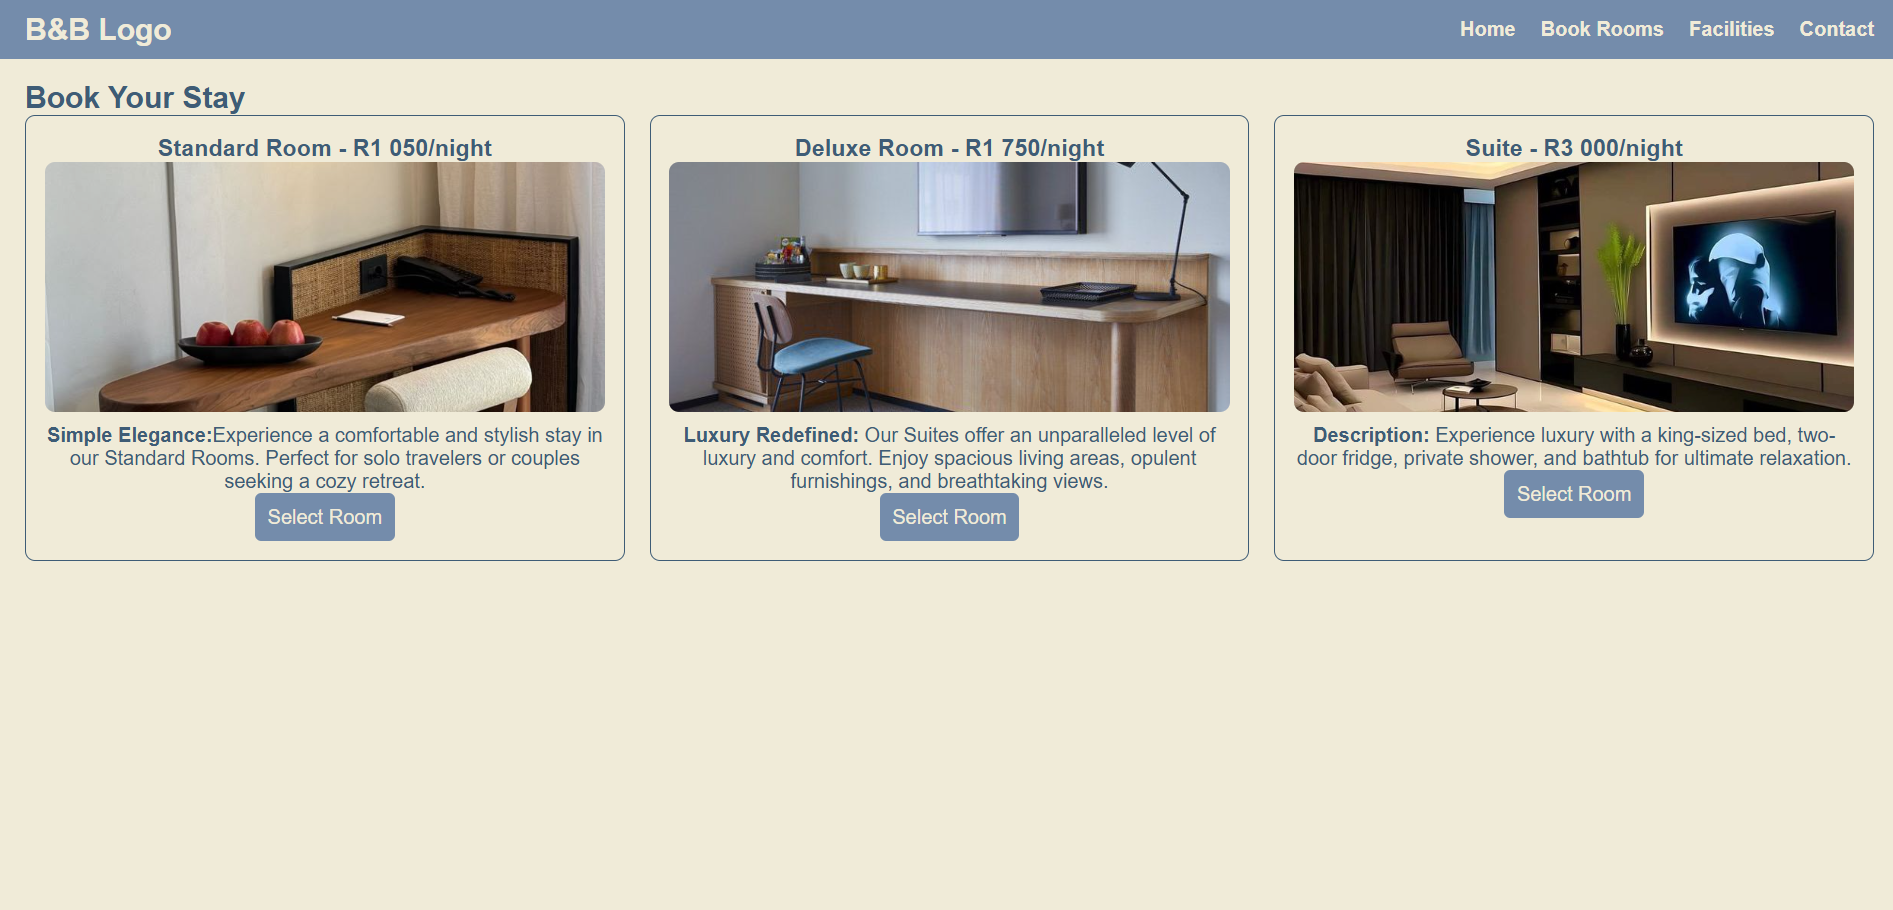 B&B Logo
Home Book Rooms Facilities Contact
Book Your Stay
Standard Room - R1 050/night
Simple Elegance:Experience a comfortable and stylish stay in
our Standard Rooms. Perfect for solo travelers or couples
seeking a cozy retreat.
Select Room
Deluxe Room - R1 750/night
Luxury Redefined: Our Suites offer an unparalleled level of
luxury and comfort. Enjoy spacious living areas, opulent
furnishings, and breathtaking views.
Select Room
Suite - R3 000/night
Description: Experience luxury with a king-sized bed, two-
door fridge, private shower, and bathtub for ultimate relaxation.
Select Room